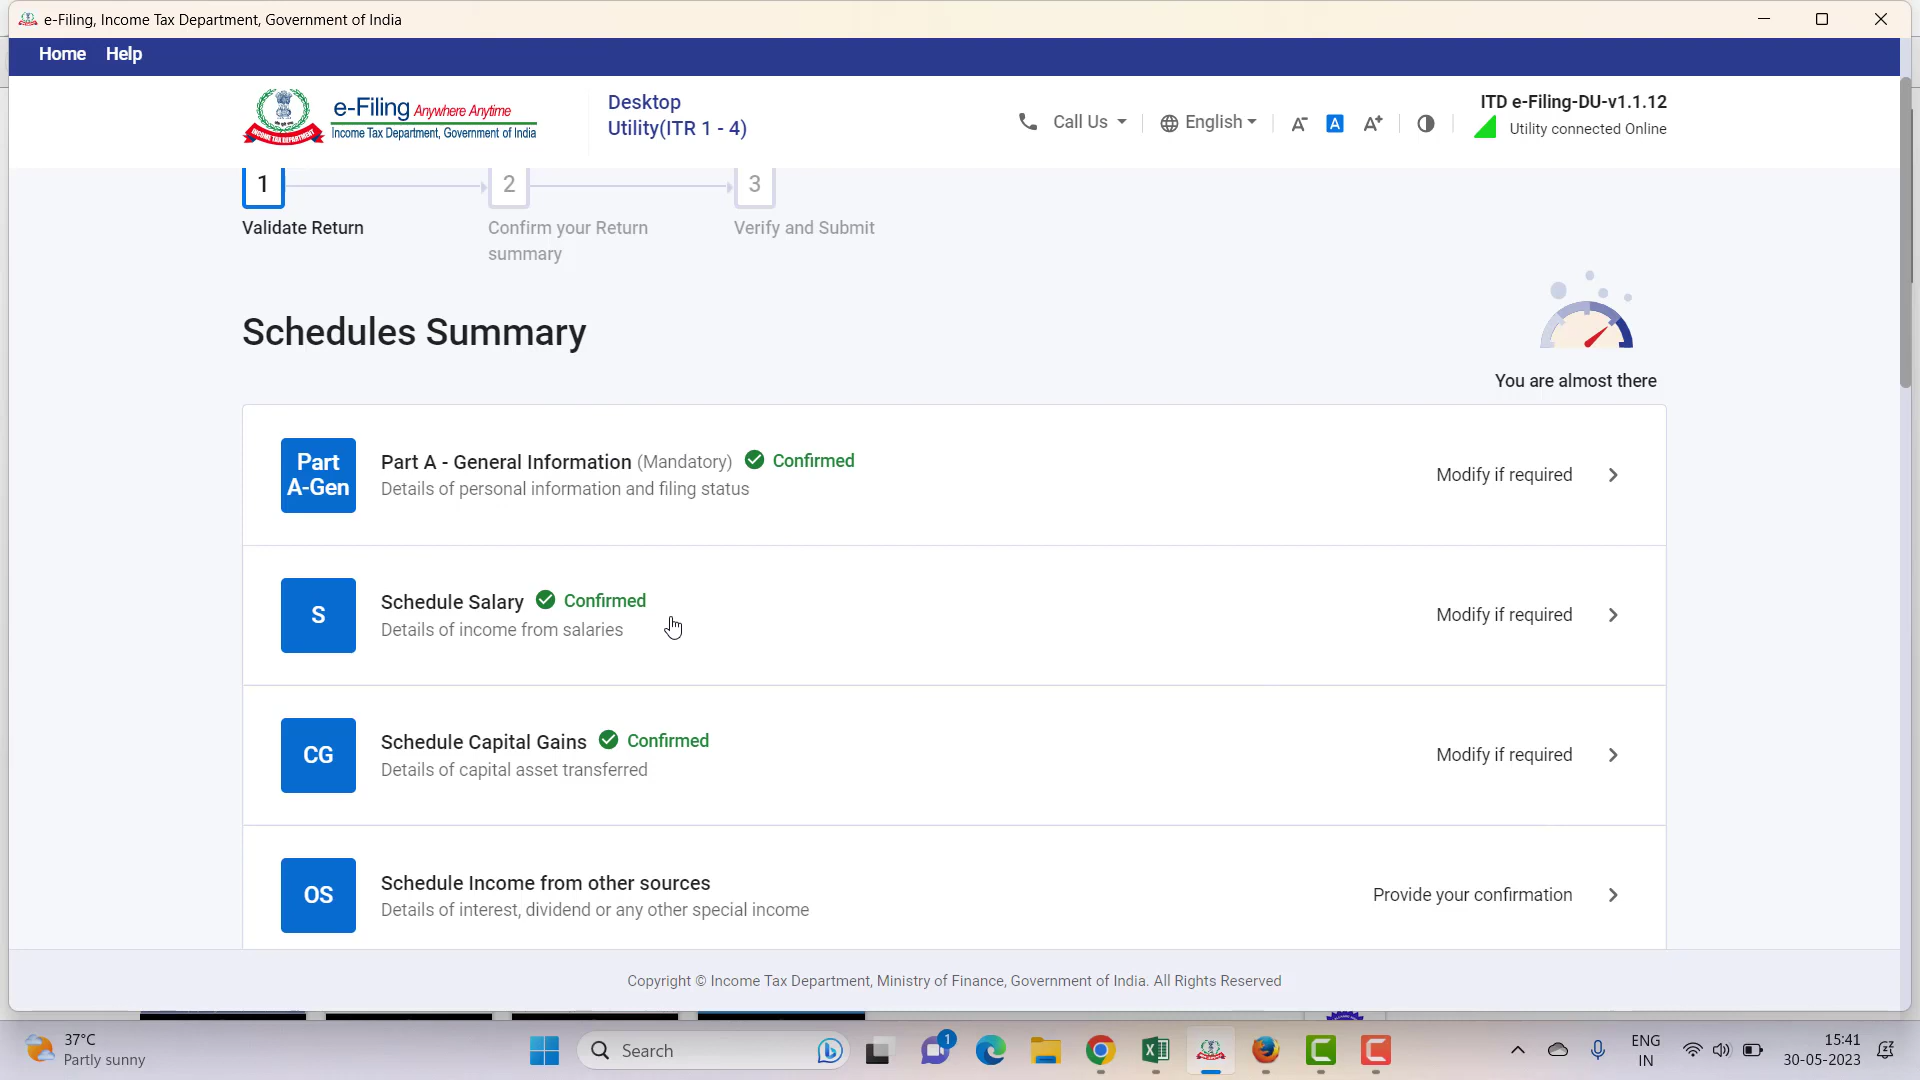 e-Filing, Income Tax Department, Government of India
Home Help
e-Filing Anywhere Anytime
Income Tax Department, Government of India
Desktop
Utility(ITR 1 - 4)
Call Us
English
A-
A
A+
ITD e-Filing-DU-v1.1.12
Utility connected Online
1
2
3
Validate Return
Confirm your Return
summary
Verify and Submit
Schedules Summary
You are almost there
Part
A-Gen
Part A - General Information (Mandatory) Confirmed
Details of personal information and filing status
Modify if required
S
Schedule Salary Confirmed
Details of income from salaries
Modify if required
CG
Schedule Capital Gains Confirmed
Details of capital asset transferred
Modify if required
OS
Schedule Income from other sources
Details of interest, dividend or any other special income
Provide your confirmation
Copyright © Income Tax Department, Ministry of Finance, Government of India. All Rights Reserved
37°C
Partly sunny
Search
1
ENG
IN
15:41
30-05-2023